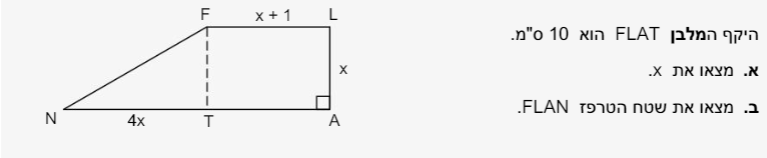 היקף המלבן FLAT הוא 10 ס"מ.
א. מצאו את x.
ב. מצאו את שטח הטרפז FLAN.
F x + 1 L
x
N 4x T A